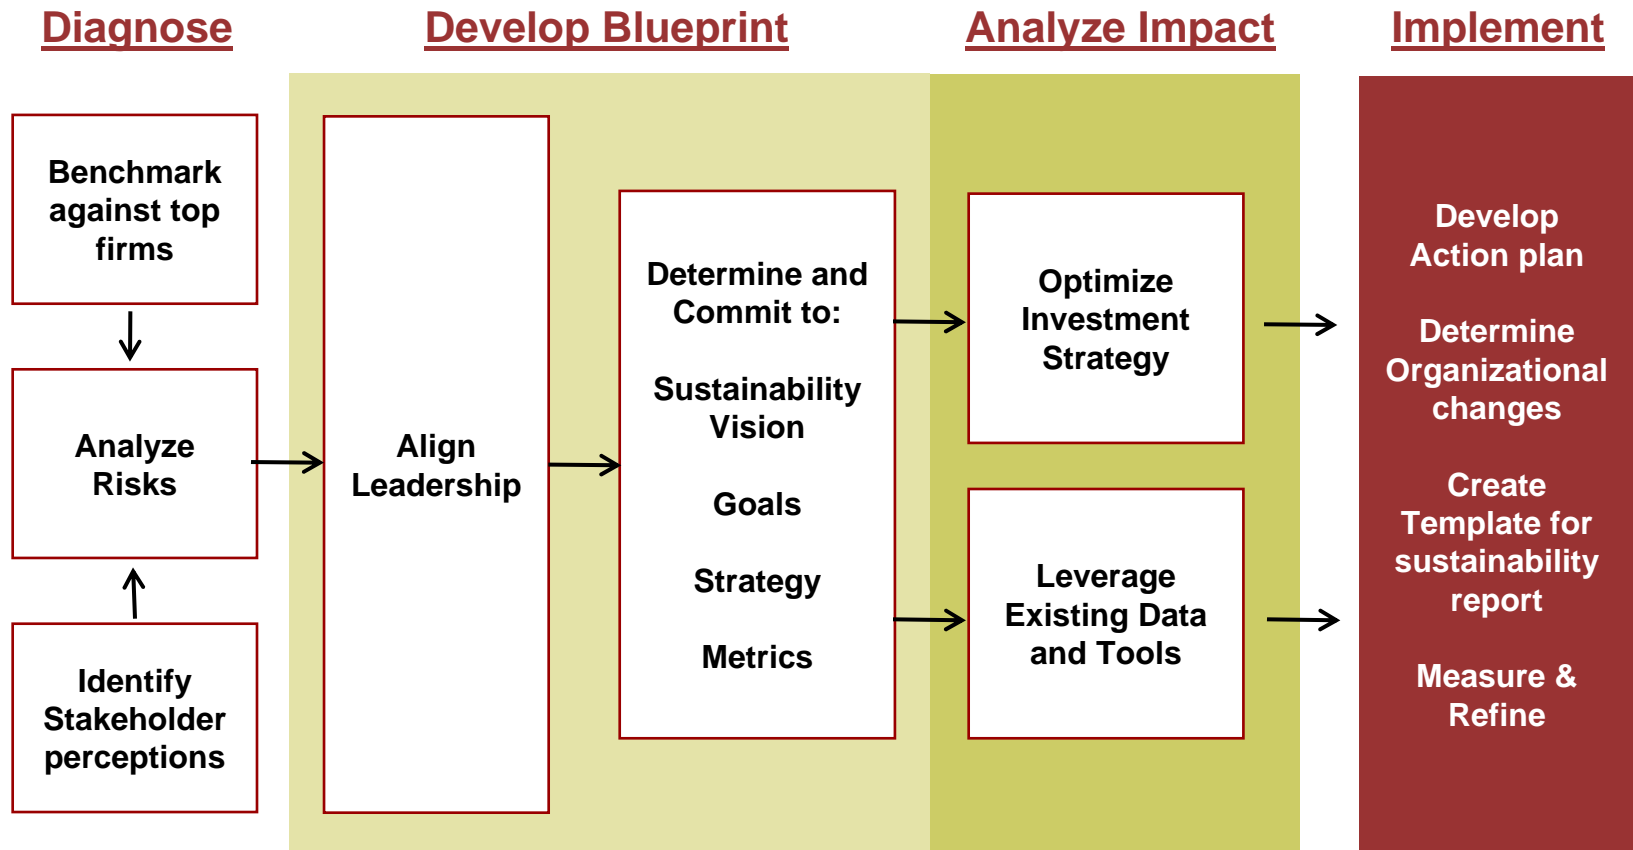 Diagnose
Develop Blueprint
Analyze Impact
Implement
Benchmark
against top
firms
Analyze
Risks
Identify
Stakeholder
perceptions
Align
Leadership
Determine and
Commit to:
Sustainability
Vision
Goals
Strategy
Metrics
Optimize
Investment
Strategy
Leverage
Existing Data
and Tools
Develop
Action plan
Determine
Organizational
changes
Create
Template for
sustainability
report
Measure &
Refine